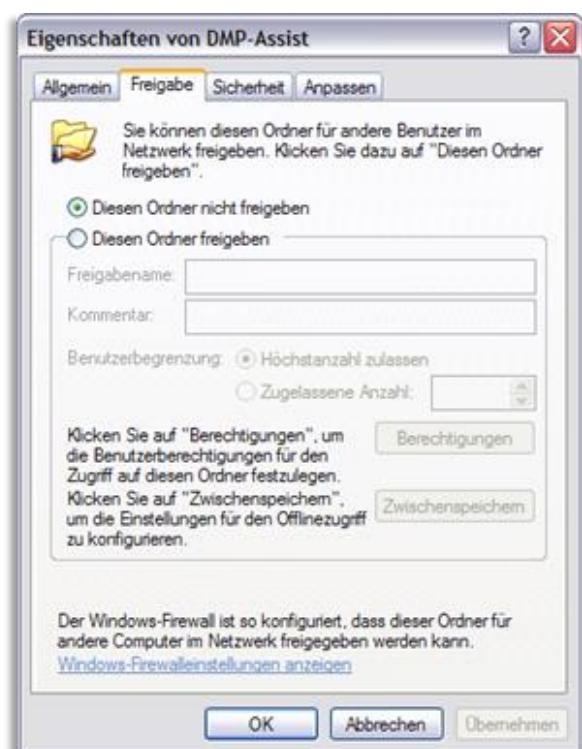 Eigenschaften von DMP-Assist
Allgemein Freigabe Sicherheit Anpassen
Sie können diesen Ordner für andere Benutzer im
Netzwerk freigeben. Klicken Sie dazu auf "Diesen Ordner
freigeben".
Diesen Ordner nicht freigeben
Diesen Ordner freigeben
Freigabename:
Kommentar:
Benutzerbegrenzung: Höchstanzahl zulassen
Zugelassene Anzahl:
Klicken Sie auf "Berechtigungen", um
die Benutzerberechtigungen für den
Zugriff auf diesen Ordner festzulegen.
Berechtigungen
Klicken Sie auf "Zwischenspeichern",
um die Einstellungen für den Offlinezugriff
zu konfigurieren.
Zwischenspeichern
Der Windows-Firewall ist so konfiguriert, dass dieser Ordner für
andere Computer im Netzwerk freigegeben werden kann.
Windows-Firewalleinstellungen anzeigen
OK Abbrechen Übernehmen